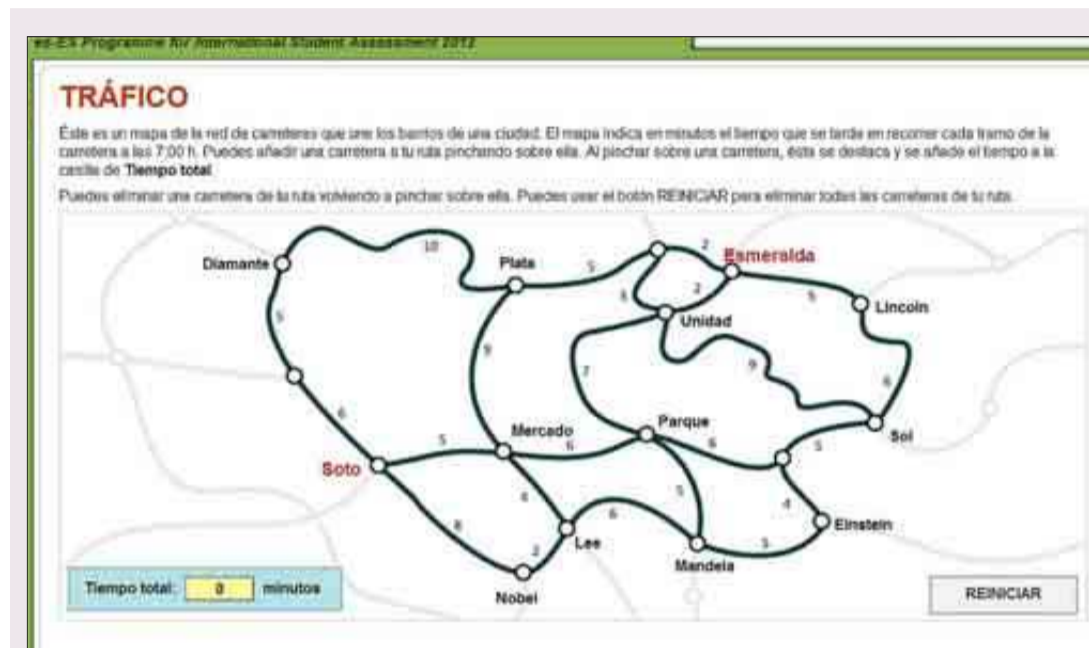 es-ES Programme for International Student Assessment 2012
TRÁFICO
Éste es un mapa de la red de carreteras que une los barrios de una ciudad. El mapa indica en minutos el tiempo que se tarda en recorrer cada tramo de la
carretera a las 7:00 h. Puedes añadir una carretera a tu ruta pinchando sobre ella. Al pinchar sobre una carretera, ésta se destaca y se añade el tiempo a la
casilla de Tiempo total
Puedes eliminar una carretera de tu ruta volviendo a pinchar sobre ella. Puedes usar el botón REINICIAR para eliminar todas las carreteras de tu ruta.
10
2
Diamante
Plata
5
Esmeralda
2
5
Lincoln
5
Unidad
9
7
9
6
6
Mercado
Parque
5
6
6
5
Sol
Soto
4
5
4
8
6
Einstein
2
Lee
Mandela
Nobel
Tiempo total: 0 minutos
REINICIAR